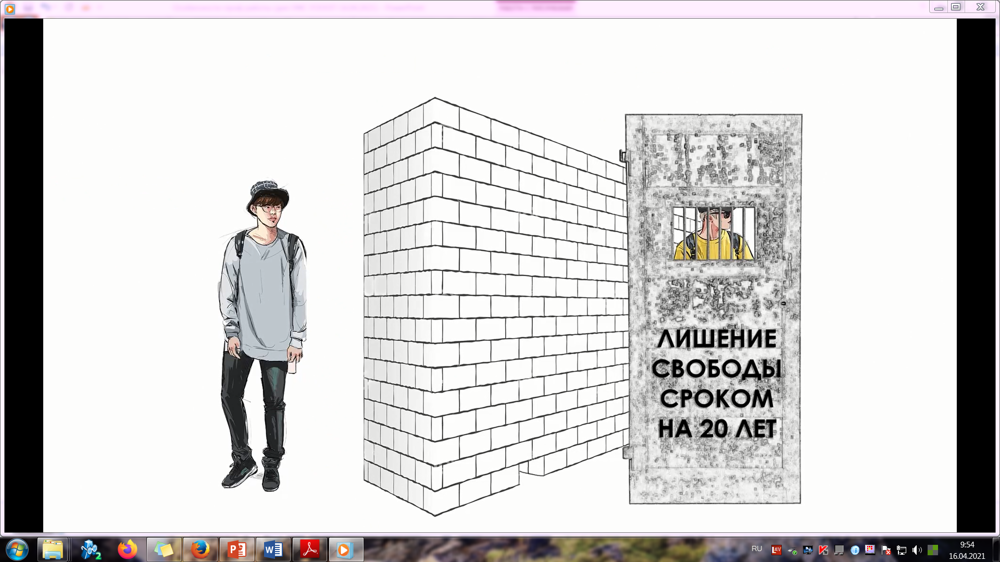 ЛИШЕНИЕ
СВОБОДЫ
СРОКОМ
НА 20 ЛЕТ
RU
9:54
16.04.2021